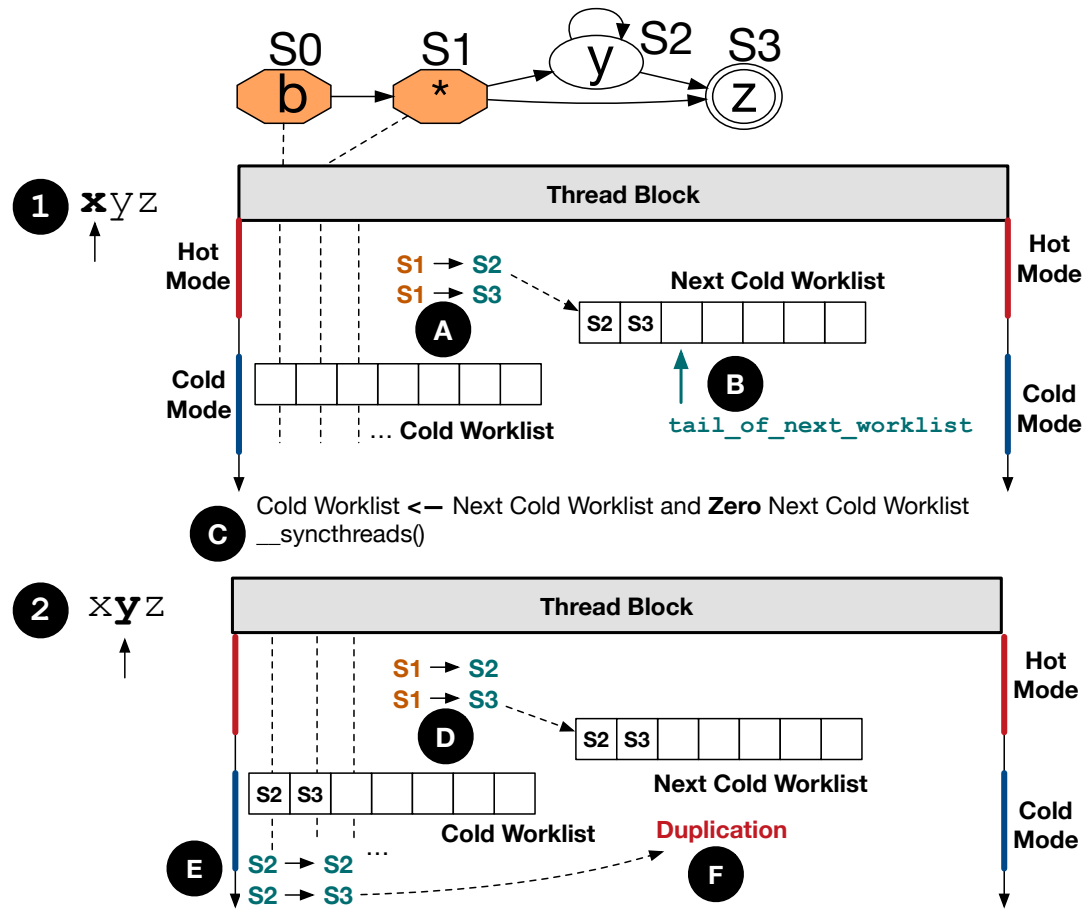 S0 S1 S2 S3
b * y z
Thread Block
1 xyz
Hot Mode
Hot Mode
S1 → S2
S1 → S3
A
Next Cold Worklist
S2 S3
B
tail_of_next_worklist
Cold Mode
Cold Mode
... Cold Worklist
C
Cold Worklist <— Next Cold Worklist and Zero Next Cold Worklist
__syncthreads()
2 xyz
Thread Block
Hot Mode
S1 → S2
S1 → S3
D
S2 S3
Next Cold Worklist
S2 S3
Cold Worklist
Cold Mode
Duplication
...
E
S2 → S2
S2 → S3
F